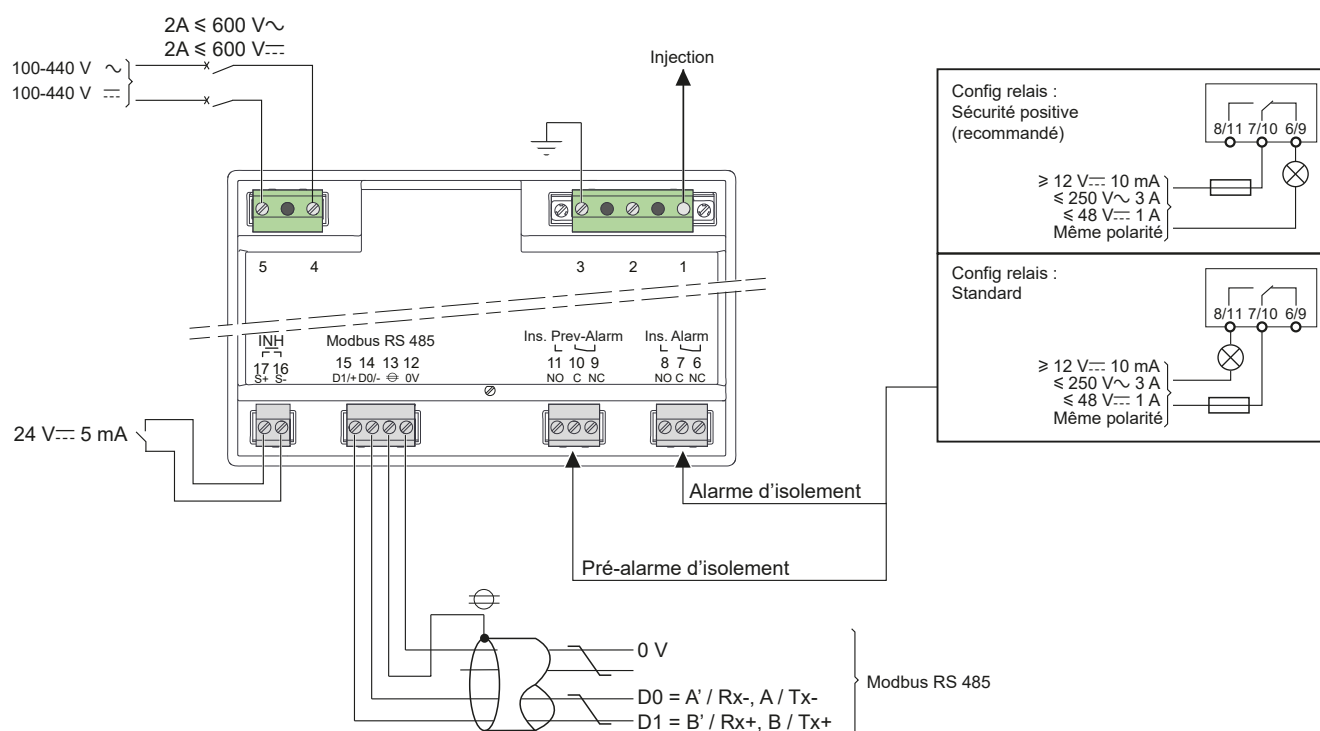 2A ⩽ 600 V∼
2A ⩽ 600 V⎓
100-440 V ∼
100-440 V ⎓
Injection
5 4 3 2 1
INH
17 16
S+ S-
Modbus RS 485
15 14 13 12
D1/+ D0/- 0V
Ins. Prev-Alarm
11 10 9
NO C NC
Ins. Alarm
8 7 6
NO C NC
24 V⎓ 5 mA
Alarme d’isolement
Pré-alarme d’isolement
0 V
D0 = A’ / Rx-, A / Tx-
D1 = B’ / Rx+, B / Tx+
Modbus RS 485
Config relais :
Sécurité positive
(recommandé)
8/11 7/10 6/9
⩾ 12 V⎓ 10 mA
⩽ 250 V∼ 3 A
⩽ 48 V⎓ 1 A
Même polarité
Config relais :
Standard
8/11 7/10 6/9
⩾ 12 V⎓ 10 mA
⩽ 250 V∼ 3 A
⩽ 48 V⎓ 1 A
Même polarité